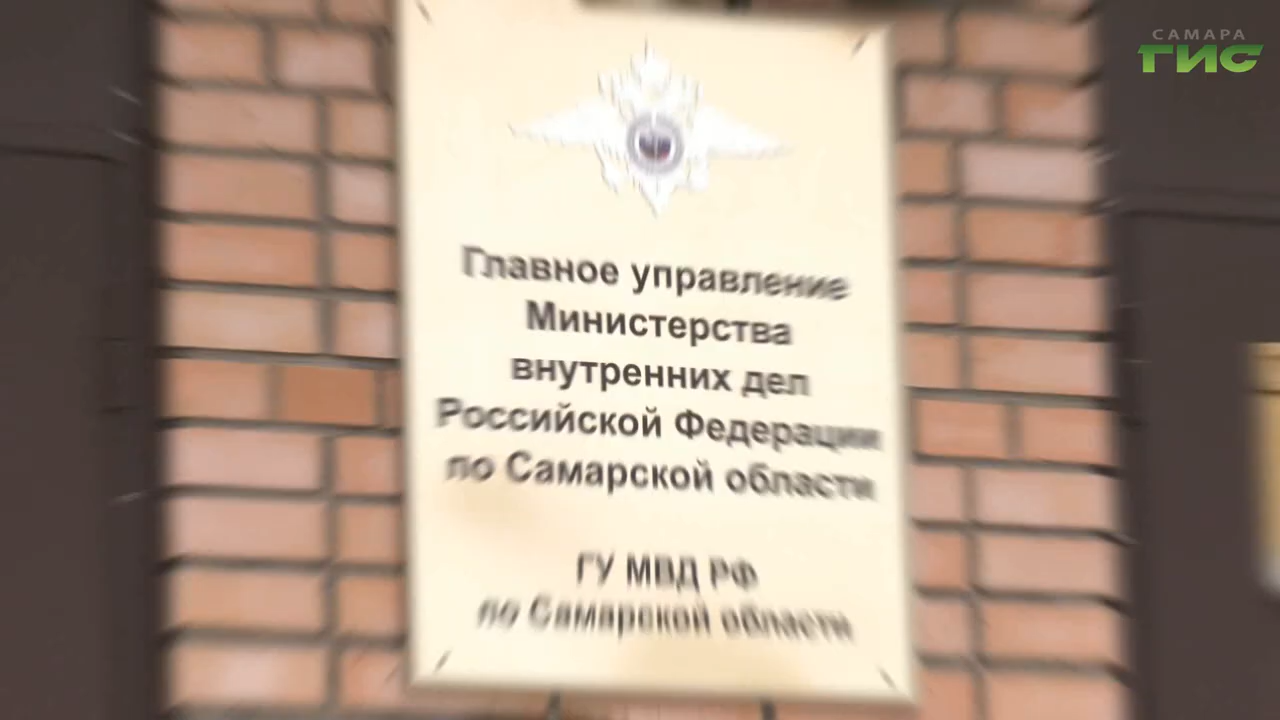 САМАРА
ГИС
Главное управление
Министерства
внутренних дел
Российской Федерации
по Самарской области
ГУ МВД РФ
по Самарской области